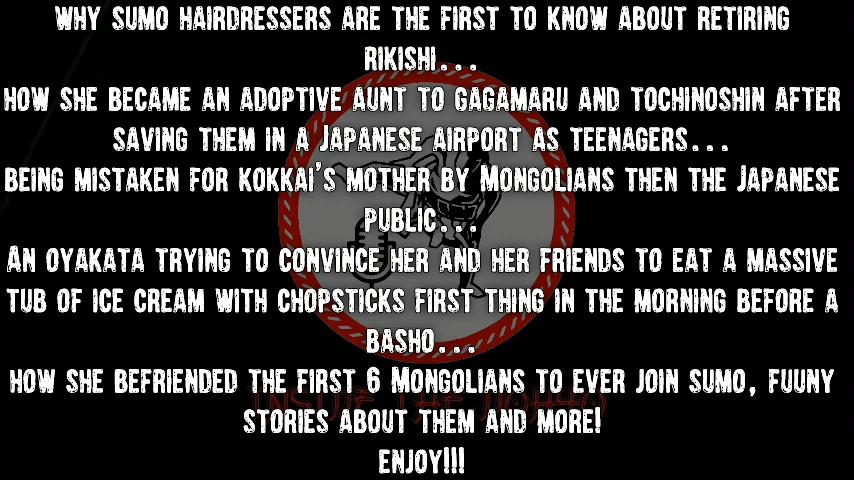 WHY SUMO HAIRDRESSERS ARE THE FIRST TO KNOW ABOUT RETIRING
RIKISHI...
HOW SHE BECAME AN ADOPTIVE AUNT TO GAGAMARU AND TOCHINOSHIN AFTER
SAVING THEM IN A JAPANESE AIRPORT AS TEENAGERS...
BEING MISTAKEN FOR KOKKAI'S MOTHER BY MONGOLIANS THEN THE JAPANESE
PUBLIC...
AN OYAKATA TRYING TO CONVINCE HER AND HER FRIENDS TO EAT A MASSIVE
TUB OF ICE CREAM WITH CHOPSTICKS FIRST THING IN THE MORNING BEFORE A
BASHO...
HOW SHE BEFRIENDED THE FIRST 6 MONGOLIANS TO EVER JOIN SUMO, FUUNY
INSIDE THE DOHYO
STORIES ABOUT THEM AND MORE!
ENJOY!!!